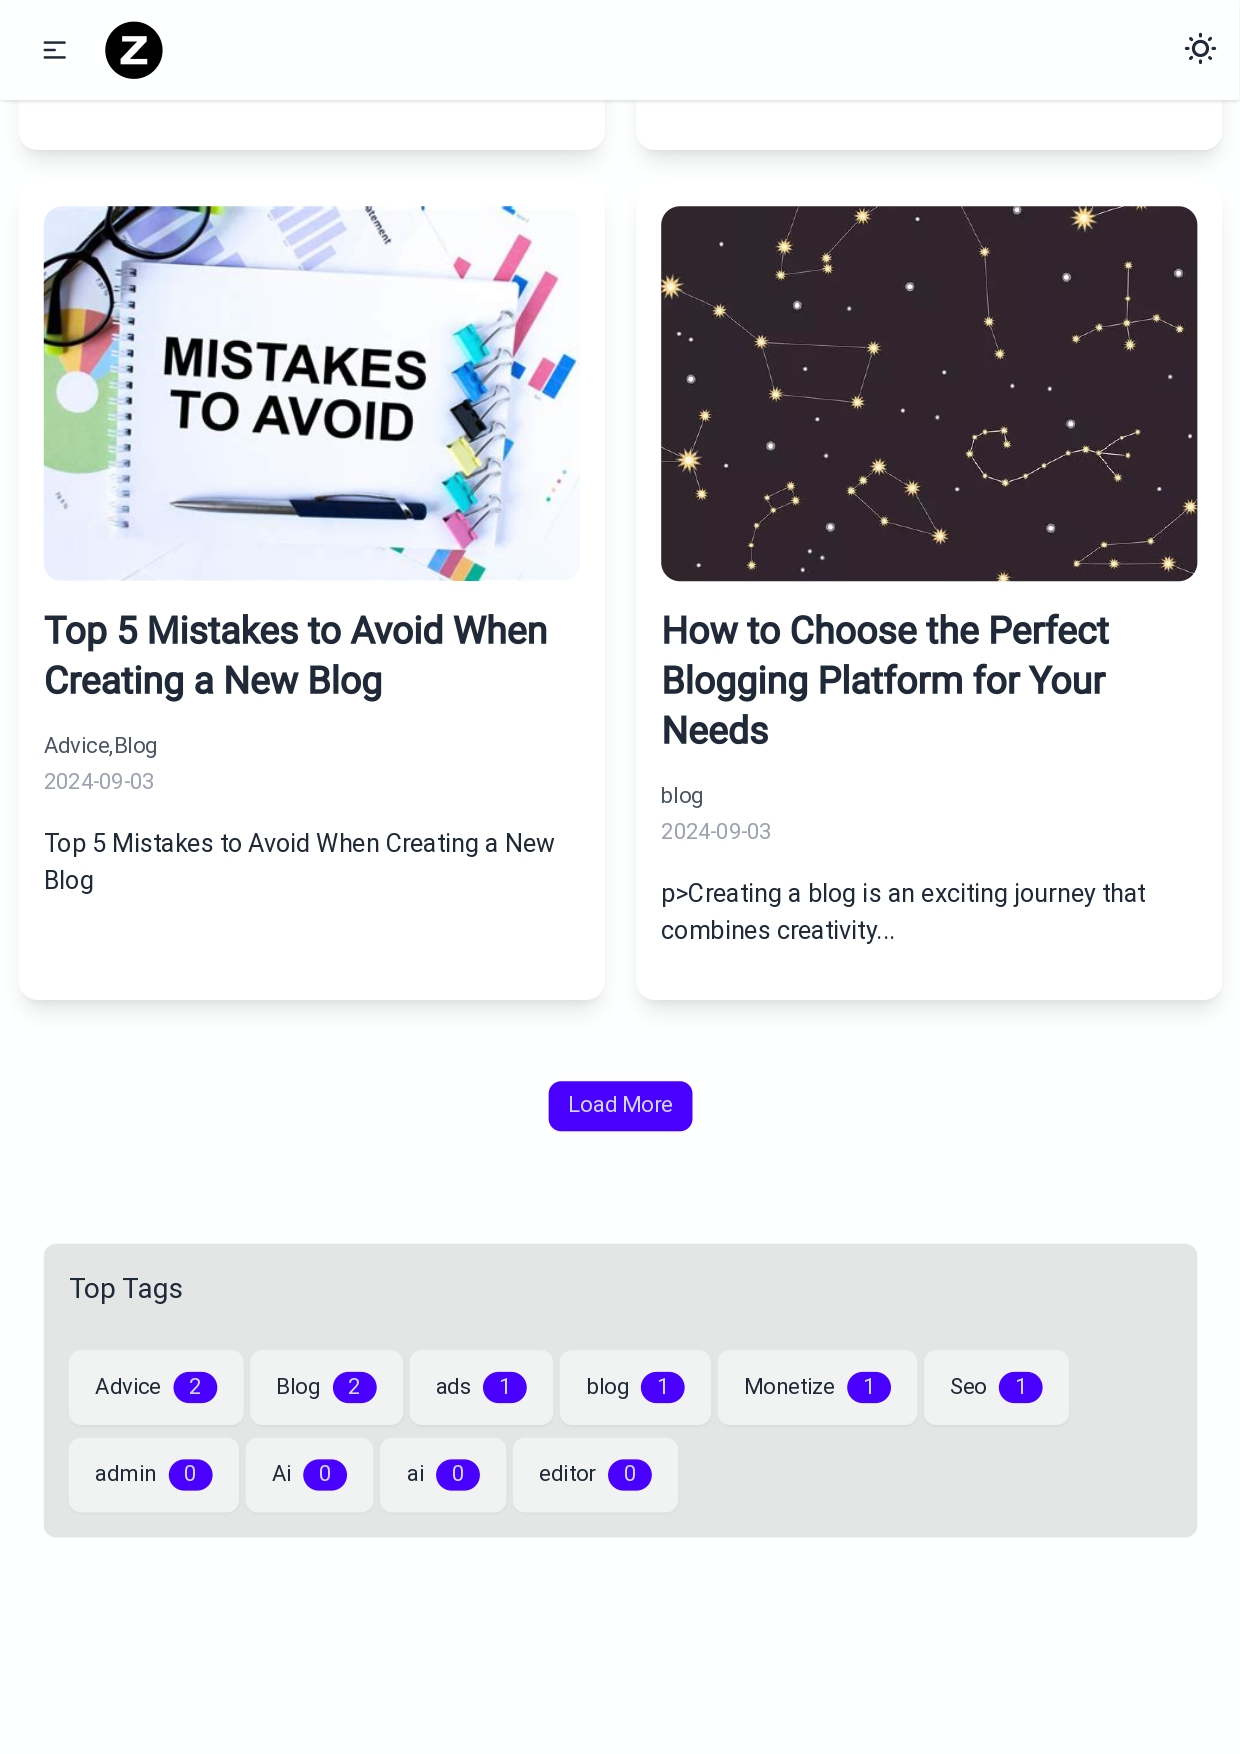 Z
atement
MISTAKES
TO AVOID
Top 5 Mistakes to Avoid When
Creating a New Blog
Advice,Blog
2024-09-03
Top 5 Mistakes to Avoid When Creating a New
Blog
How to Choose the Perfect
Blogging Platform for Your
Needs
blog
2024-09-03
p>Creating a blog is an exciting journey that
combines creativity...
Load More
Top Tags
Advice 2 Blog 2 ads 1 blog 1 Monetize 1 Seo 1
admin 0 Ai 0 ai 0 editor 0